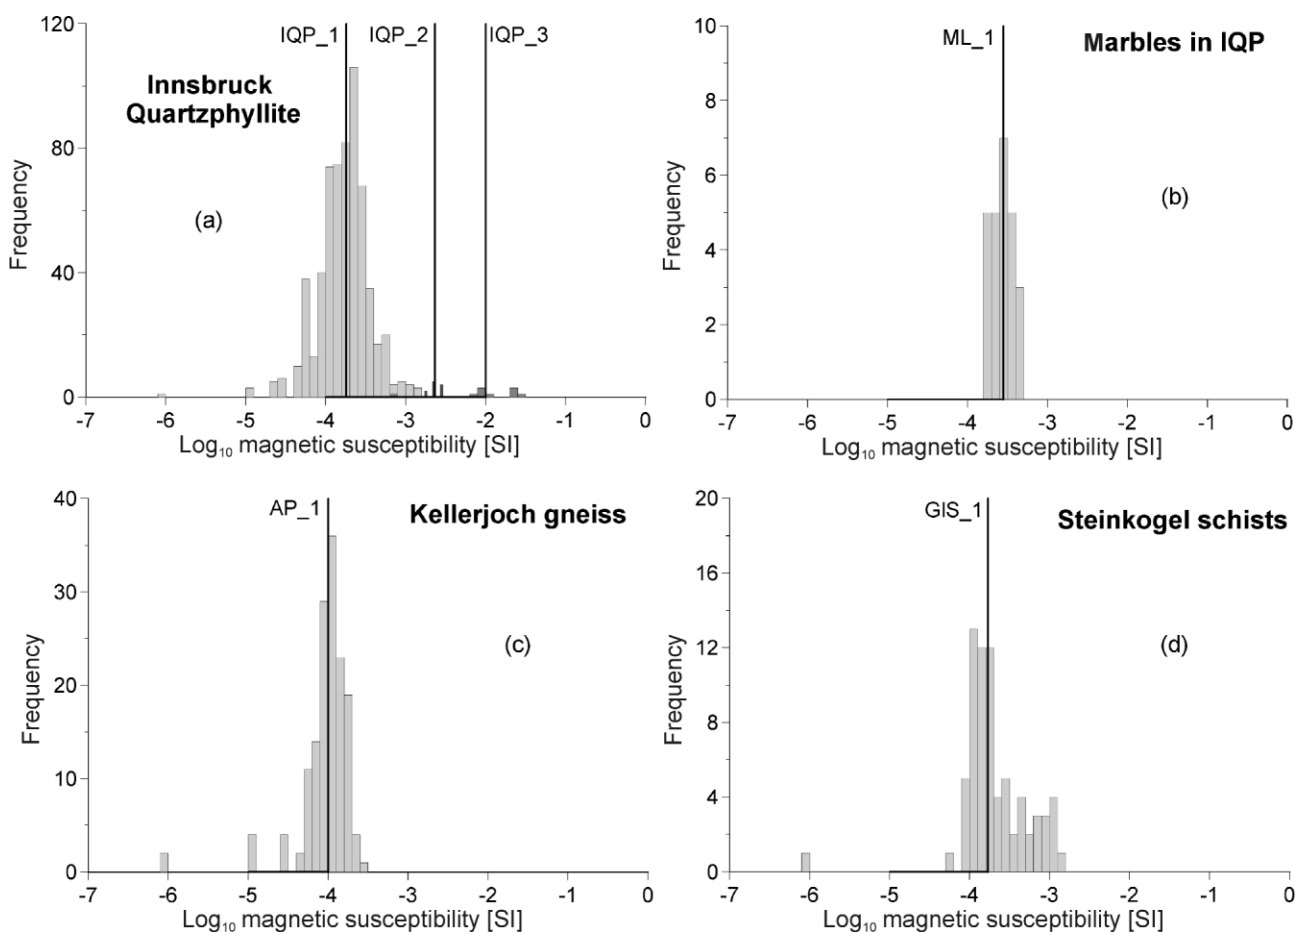 120
80
40
0
Frequency
IQP_1
IQP_2
IQP_3
Innsbruck
Quartzphyllite
(a)
-7 -6 -5 -4 -3 -2 -1 0
Log₁₀ magnetic susceptibility [SI]
10
8
6
4
2
0
Frequency
ML_1
Marbles in IQP
(b)
-7 -6 -5 -4 -3 -2 -1 0
Log₁₀ magnetic susceptibility [SI]
40
30
20
10
0
Frequency
AP_1
Kellerjoch gneiss
(c)
-7 -6 -5 -4 -3 -2 -1 0
Log₁₀ magnetic susceptibility [SI]
20
16
12
8
4
0
Frequency
GIS_1
Steinkogel schists
(d)
-7 -6 -5 -4 -3 -2 -1 0
Log₁₀ magnetic susceptibility [SI]